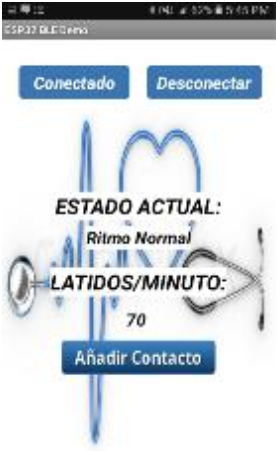 ESP32 BLE Demo
Conectado Desconectar
ESTADO ACTUAL:
Ritmo Normal
LATIDOS/MINUTO:
70
Añadir Contacto